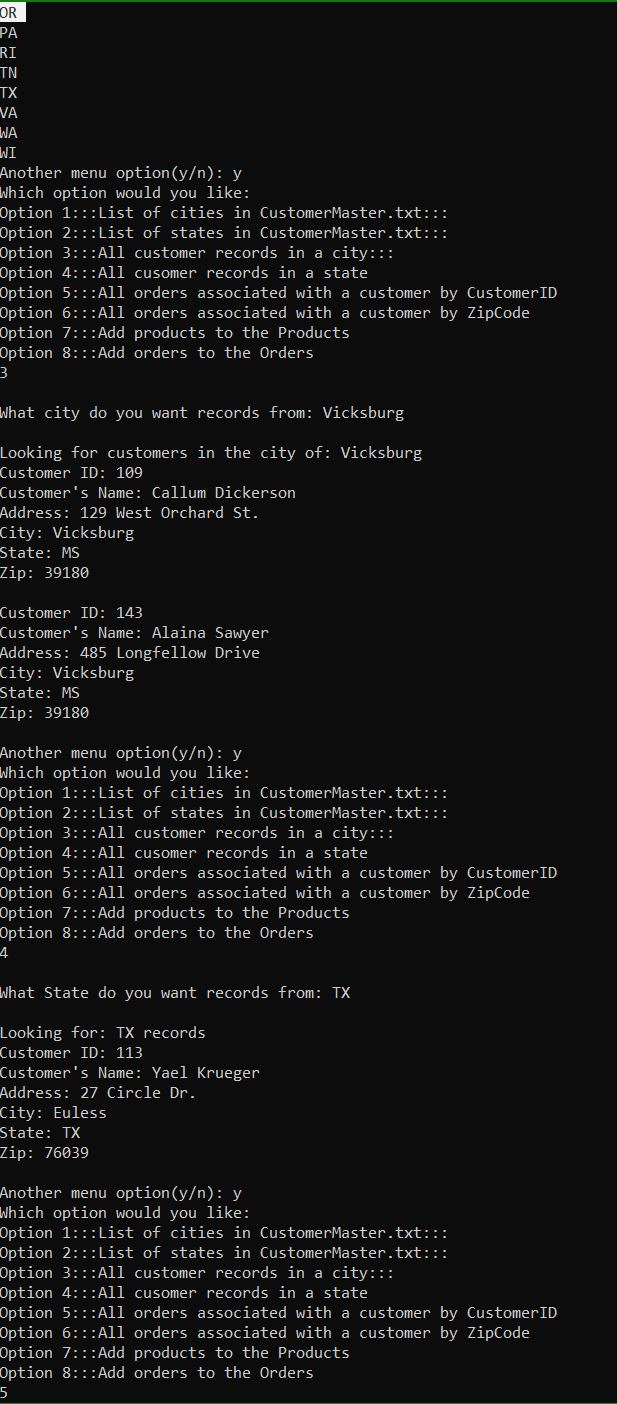 OR
PA
RI
TN
TX
VA
WA
WI
Another menu option(y/n): y
Which option would you like:
Option 1:::List of cities in CustomerMaster.txt:::
Option 2:::List of states in CustomerMaster.txt:::
Option 3:::All customer records in a city:::
Option 4:::All cusomer records in a state
Option 5:::All orders associated with a customer by CustomerID
Option 6:::All orders associated with a customer by ZipCode
Option 7:::Add products to the Products
Option 8:::Add orders to the Orders
3
What city do you want records from: Vicksburg
Looking for customers in the city of: Vicksburg
Customer ID: 109
Customer's Name: Callum Dickerson
Address: 129 West Orchard St.
City: Vicksburg
State: MS
Zip: 39180
Customer ID: 143
Customer's Name: Alaina Sawyer
Address: 485 Longfellow Drive
City: Vicksburg
State: MS
Zip: 39180
Another menu option(y/n): y
Which option would you like:
Option 1:::List of cities in CustomerMaster.txt:::
Option 2:::List of states in CustomerMaster.txt:::
Option 3:::All customer records in a city:::
Option 4:::All cusomer records in a state
Option 5:::All orders associated with a customer by CustomerID
Option 6:::All orders associated with a customer by ZipCode
Option 7:::Add products to the Products
Option 8:::Add orders to the Orders
4
What State do you want records from: TX
Looking for: TX records
Customer ID: 113
Customer's Name: Yael Krueger
Address: 27 Circle Dr.
City: Euless
State: TX
Zip: 76039
Another menu option(y/n): y
Which option would you like:
Option 1:::List of cities in CustomerMaster.txt:::
Option 2:::List of states in CustomerMaster.txt:::
Option 3:::All customer records in a city:::
Option 4:::All cusomer records in a state
Option 5:::All orders associated with a customer by CustomerID
Option 6:::All orders associated with a customer by ZipCode
Option 7:::Add products to the Products
Option 8:::Add orders to the Orders
5